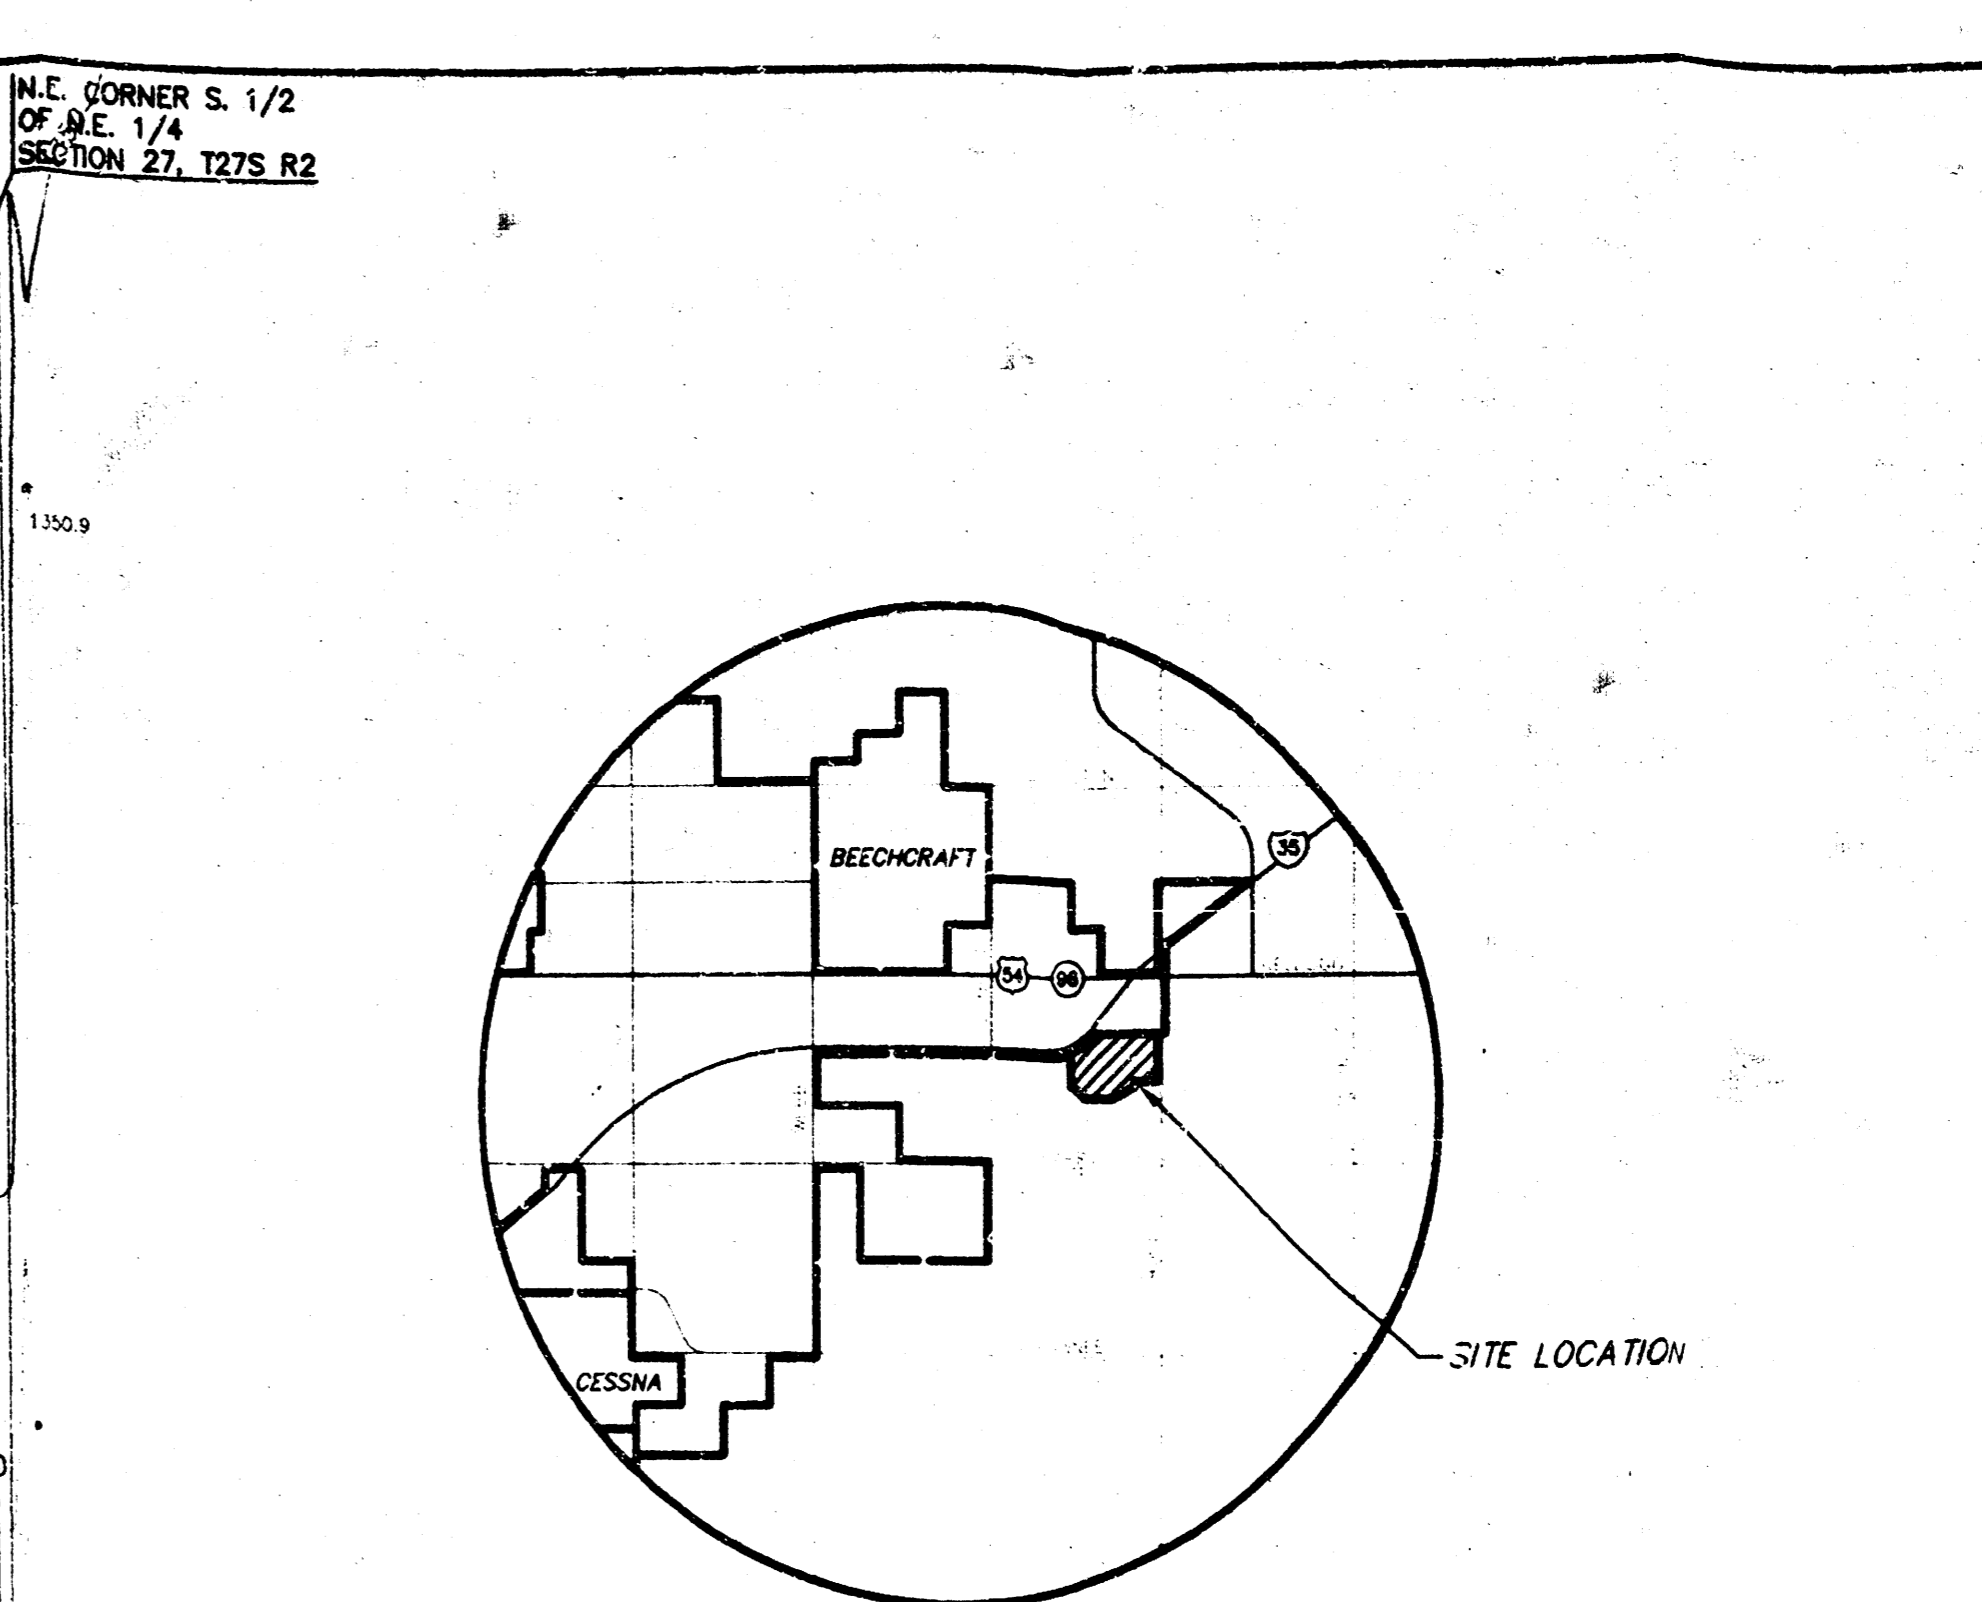 N.E. CORNER S. 1/2
OF N.E. 1/4
SECTION 27, T27S R2
1350.9
BEECHCRAFT
35
54
96
SITE LOCATION
CESSNA